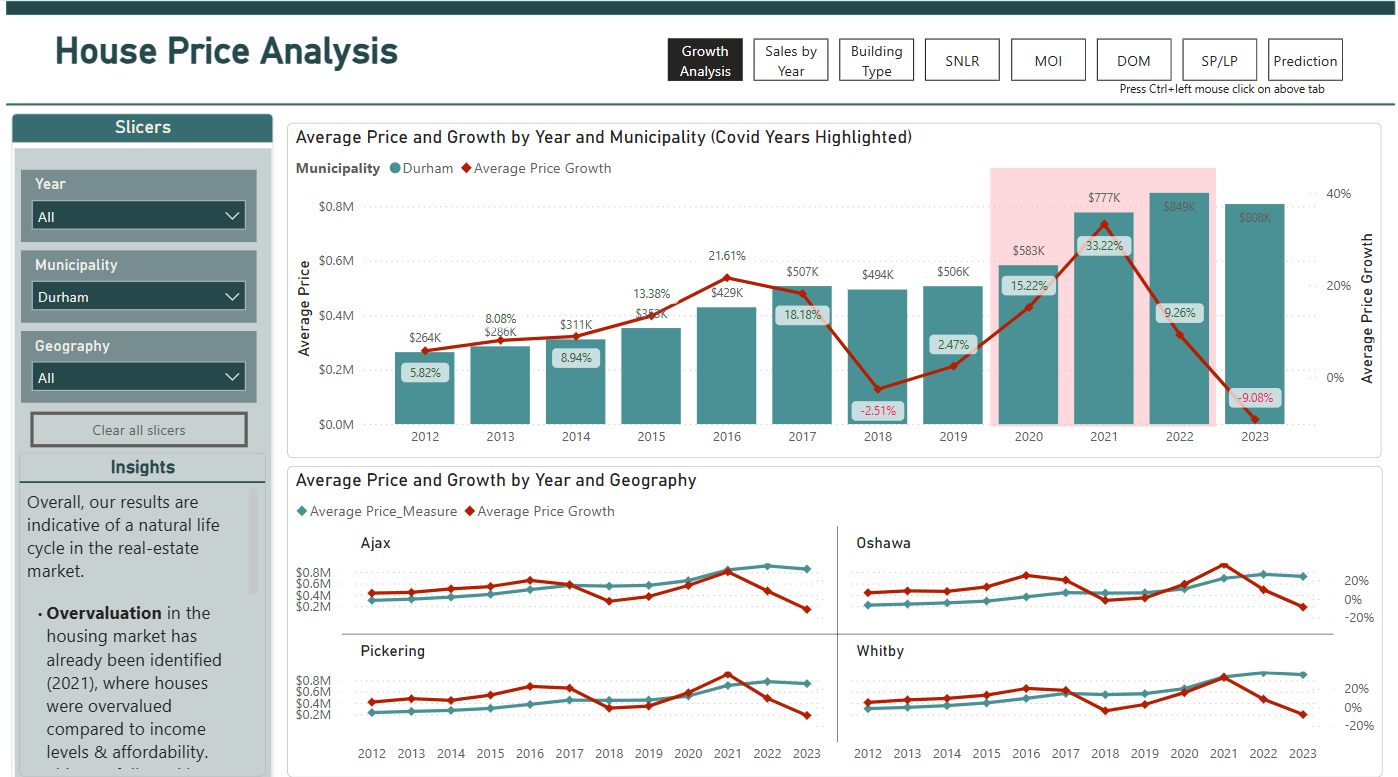 House Price Analysis
Growth
Analysis
Sales by
Year
Building
Type
SNLR
MOI
DOM
SP/LP
Prediction
Press Ctrl+left mouse click on above tab
Slicers
Year
All
Municipality
Durham
Geography
All
Clear all slicers
Insights
Overall, our results are
indicative of a natural life
cycle in the real-estate
market.
• Overvaluation in the
housing market has
already been identified
(2021), where houses
were overvalued
compared to income
levels & affordability.
Average Price and Growth by Year and Municipality (Covid Years Highlighted)
Municipality Durham Average Price Growth
Average Price
$0.8M
$0.6M
$0.4M
$0.2M
$0.0M
$264K
$286K
$311K
$429K
$507K
$494K
$506K
$583K
$777K
$849K
$808K
5.82%
8.08%
8.94%
13.38%
21.61%
18.18%
-2.51%
2.47%
15.22%
33.22%
9.26%
-9.08%
40%
20%
0%
Average Price Growth
2012 2013 2014 2015 2016 2017 2018 2019 2020 2021 2022 2023
Average Price and Growth by Year and Geography
Average Price_Measure Average Price Growth
Ajax
$0.8M
$0.6M
$0.4M
$0.2M
Oshawa
20%
0%
-20%
Pickering
$0.8M
$0.6M
$0.4M
$0.2M
Whitby
20%
0%
-20%
2012 2013 2014 2015 2016 2017 2018 2019 2020 2021 2022 2023
2012 2013 2014 2015 2016 2017 2018 2019 2020 2021 2022 2023